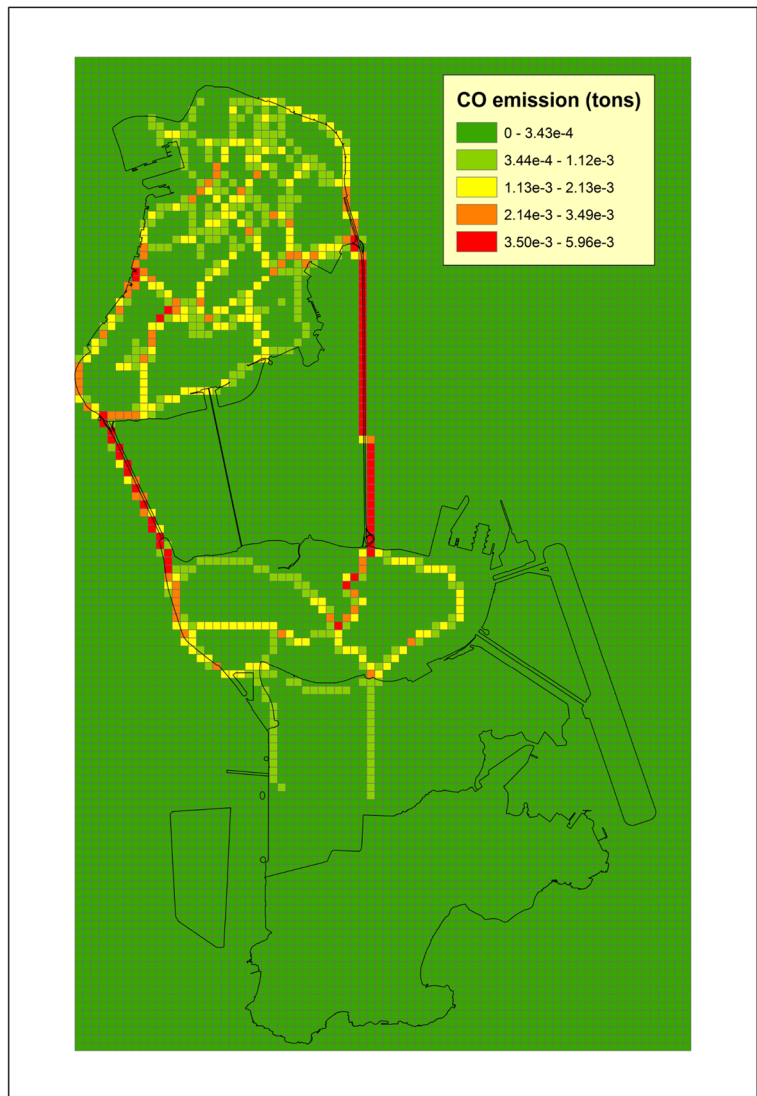 CO emission (tons)
0 - 3.43e-4
3.44e-4 - 1.12e-3
1.13e-3 - 2.13e-3
2.14e-3 - 3.49e-3
3.50e-3 - 5.96e-3